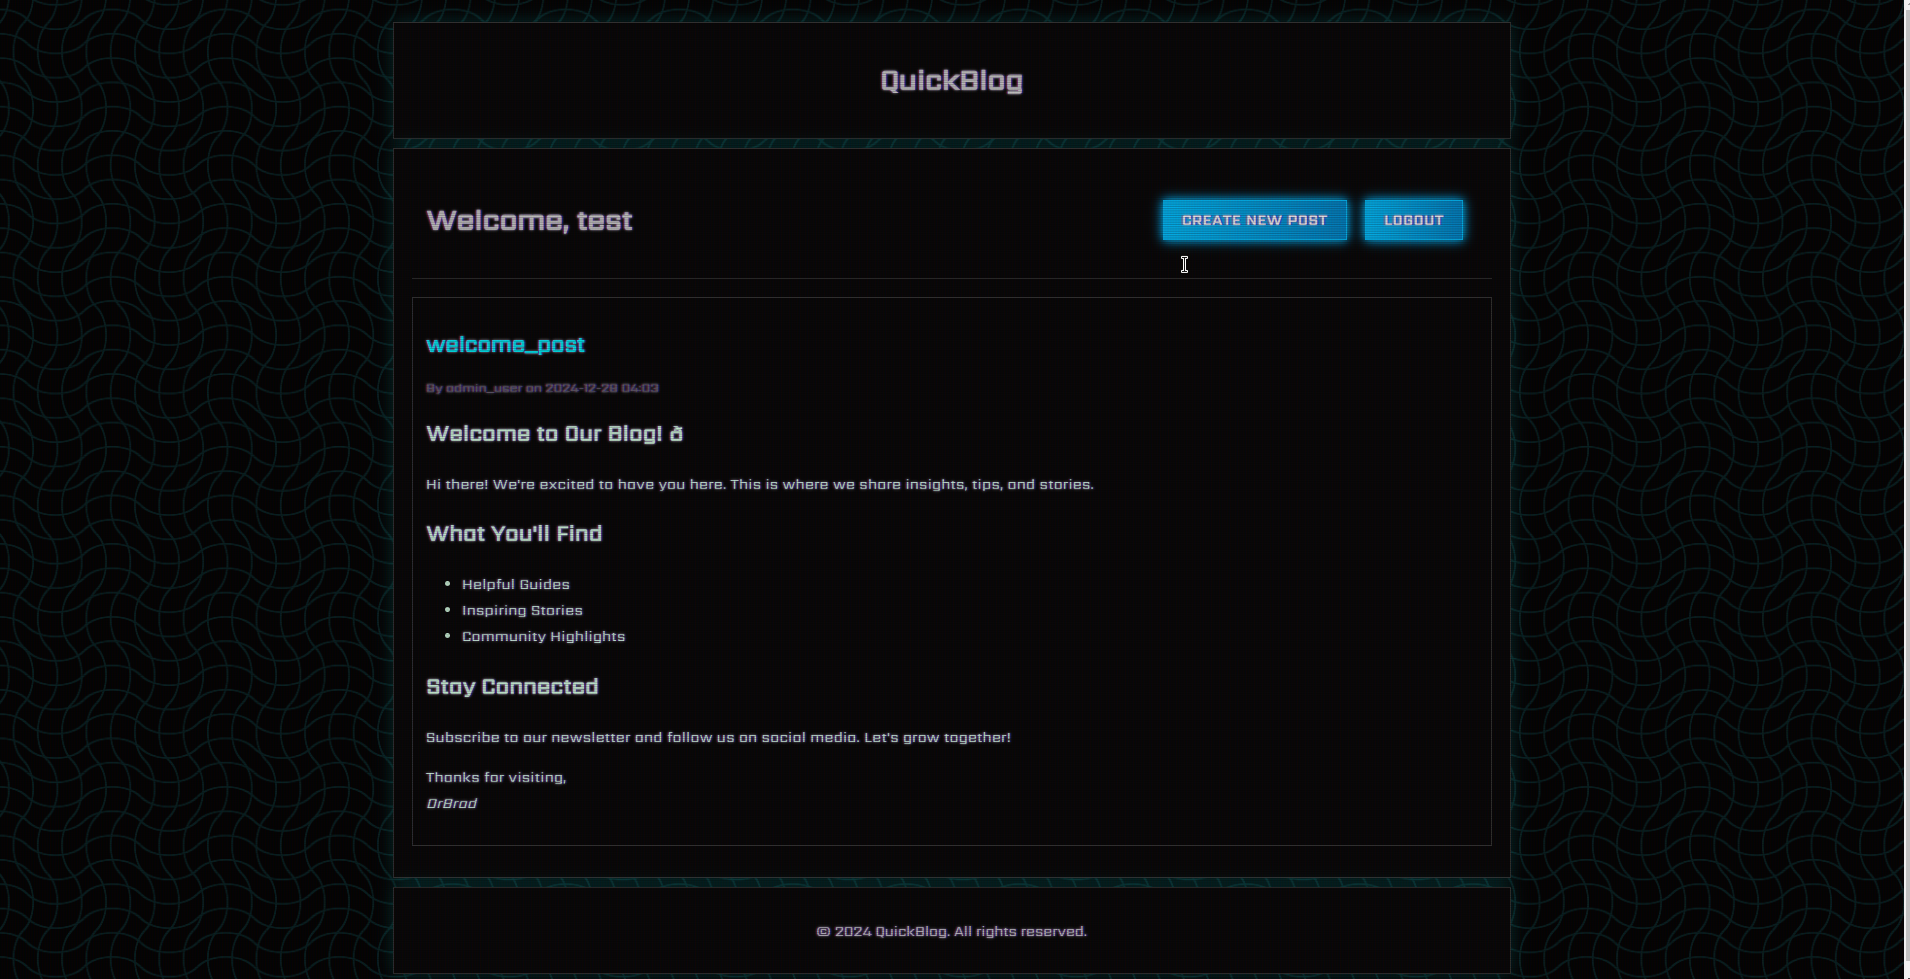 QuickBlog
Welcome, test
CREATE NEW POST
LOGOUT
welcome_post
By admin_user on 2024-12-28 04:03
Welcome to Our Blog! ð
Hi there! We're excited to have you here. This is where we share insights, tips, and stories.
What You'll Find
• Helpful Guides
• Inspiring Stories
• Community Highlights
Stay Connected
Subscribe to our newsletter and follow us on social media. Let's grow together!
Thanks for visiting,
DrBrad
© 2024 QuickBlog. All rights reserved.